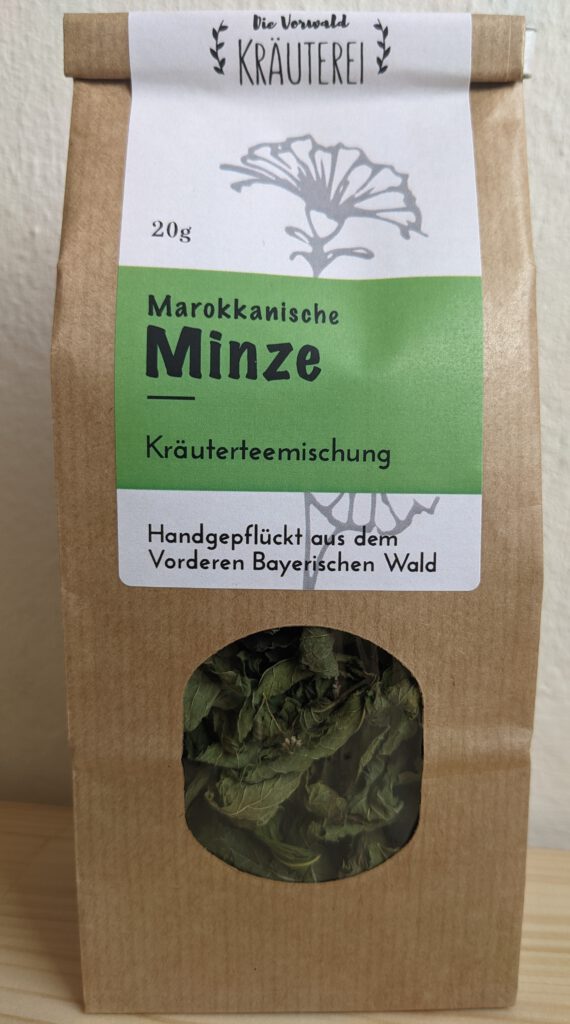 Die Vorwald
KRÄUTEREI
20g
Marokkanische
Minze
Kräuterteemischung
Handgepflückt aus dem
Vorderen Bayerischen Wald